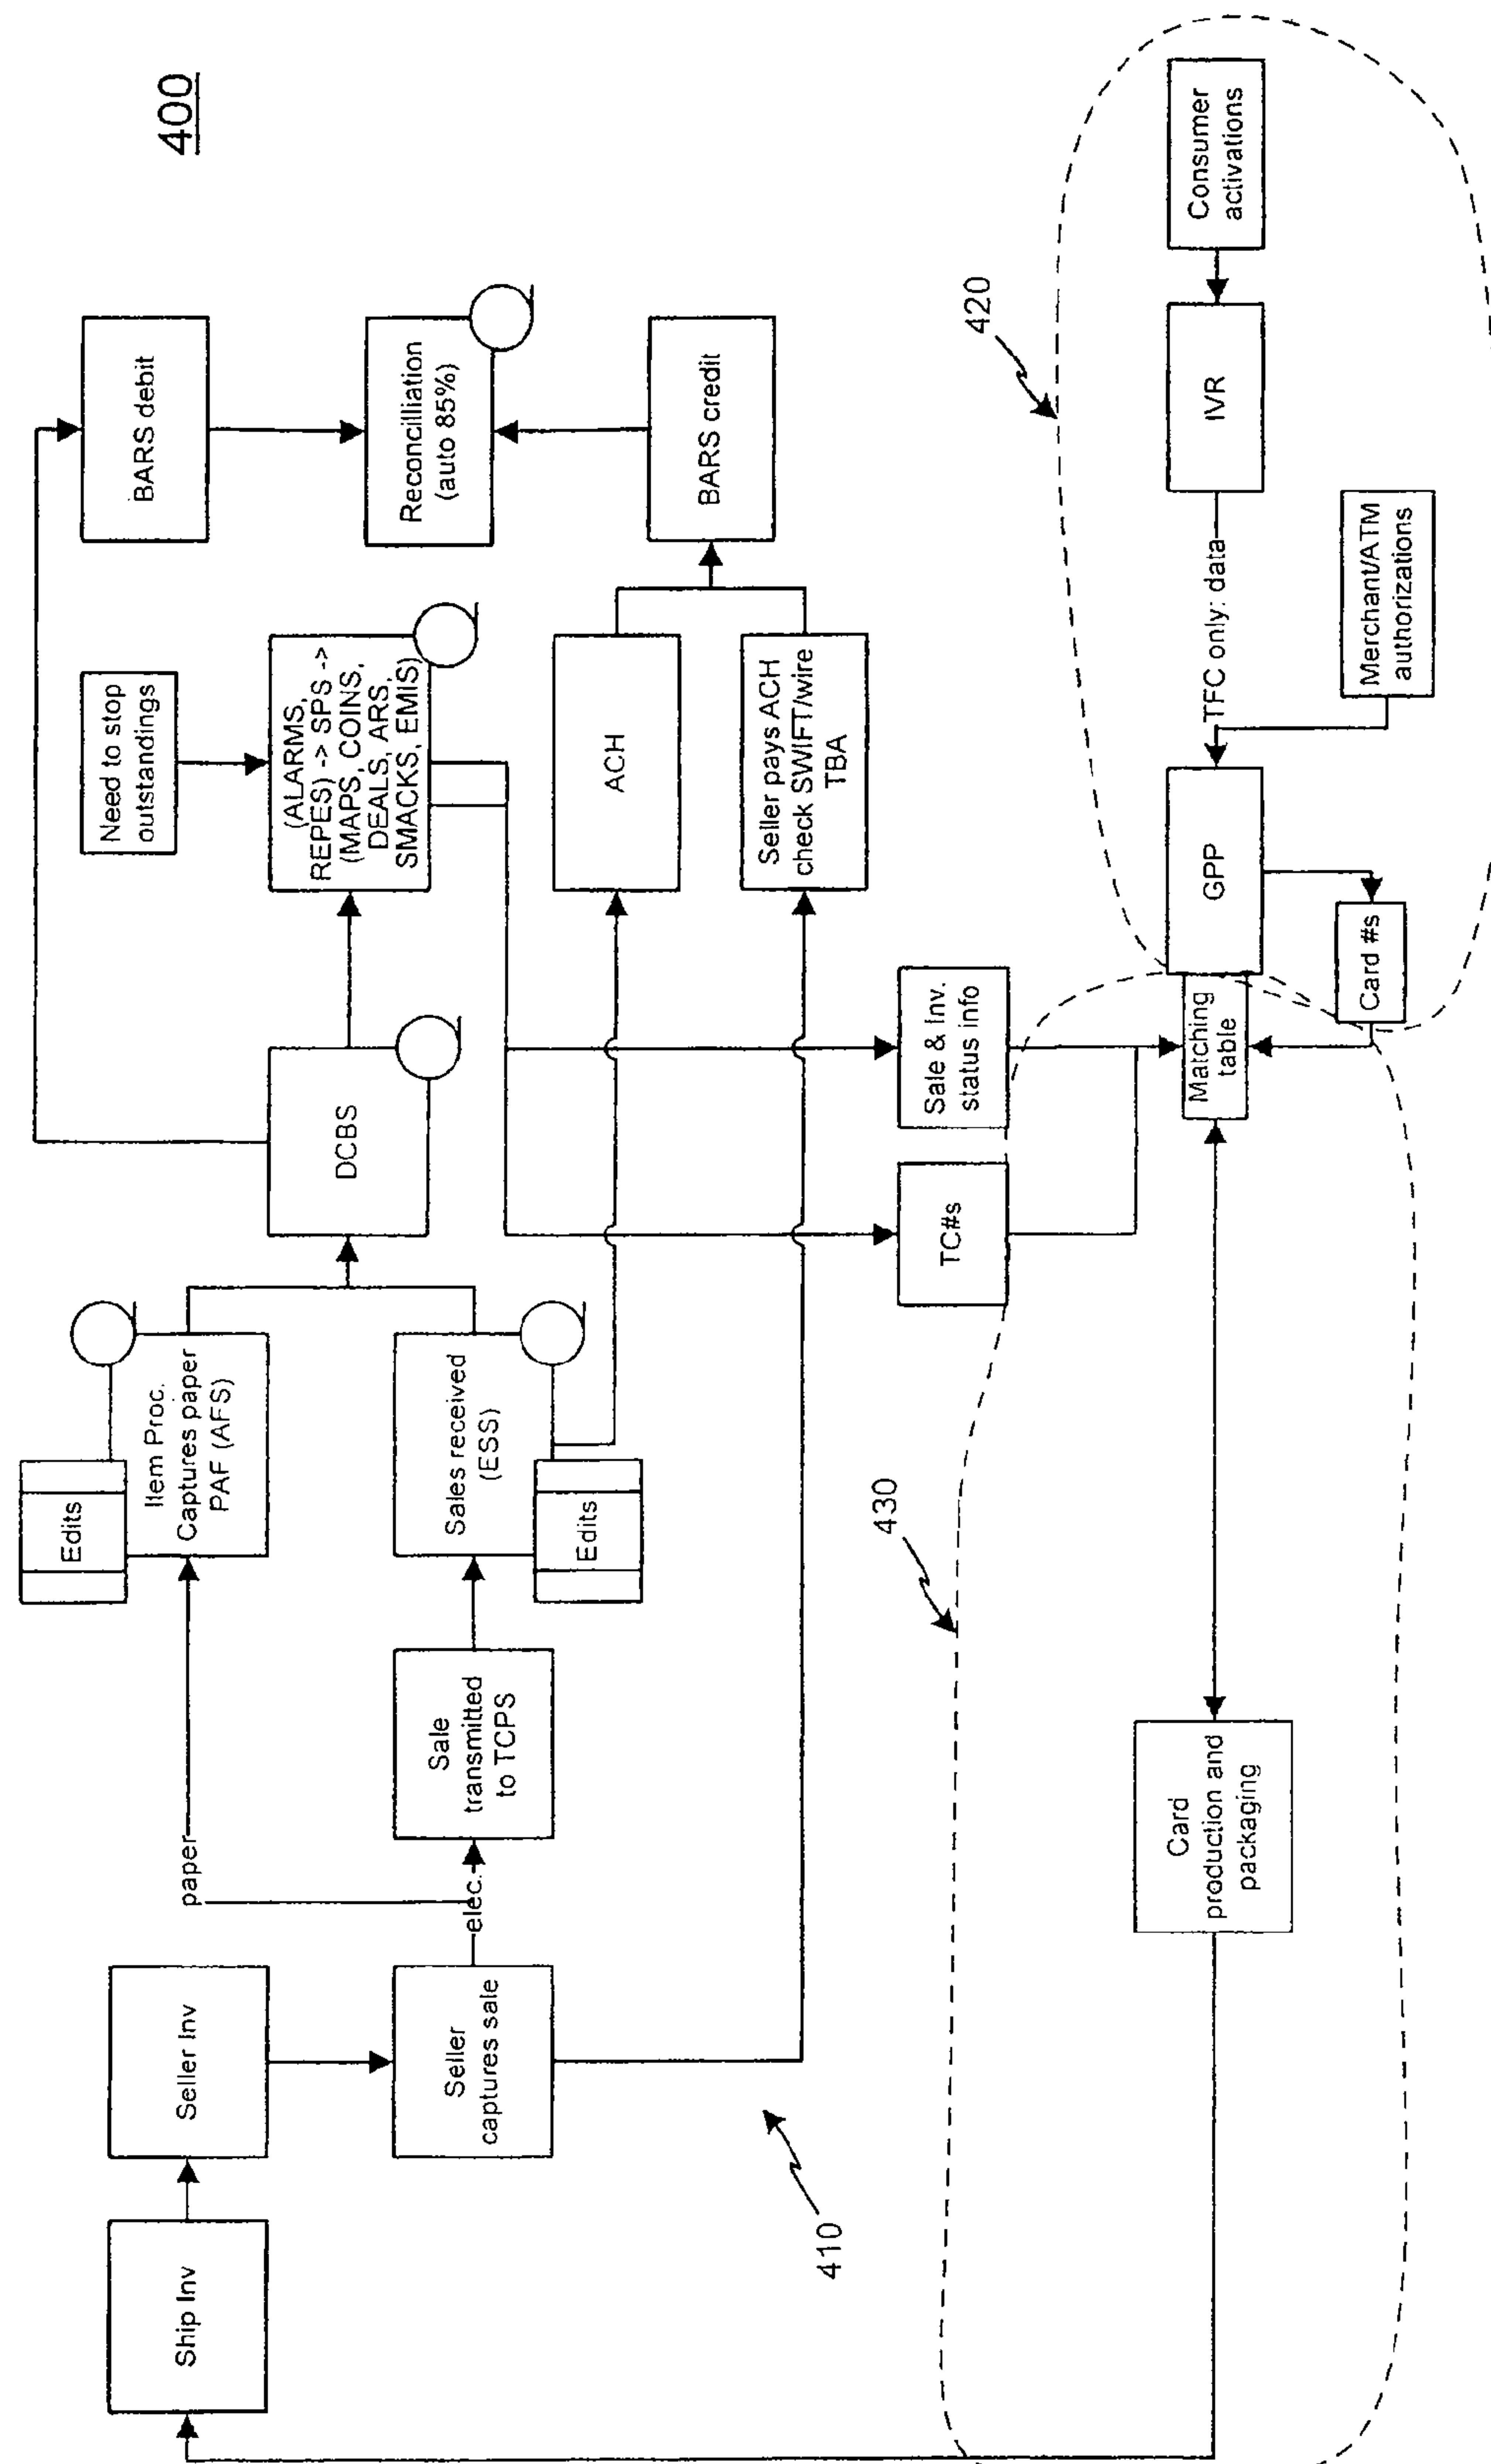 400
Ship Inv
Seller Inv
Seller
captures sale
paper
elec.
Sale
transmitted
to TCPS
Edits
Item Proc.
Captures paper
PAF (AFS)
Sales received
(ESS)
Edits
DCBS
Need to stop
outstandings
(ALARMS,
REPES) -> SPS ->
(MAPS, COINS,
DEALS, ARS,
SMACKS, EMIS)
ACH
Seller pays ACH
check SWIFT/wire
TBA
BARS debit
Reconcilliation
(auto 85%)
BARS credit
410
430
420
TC#s
Sale & Inv.
status info
Card
production and
packaging
Matching
table
GPP
Card #s
TFC only: data
Merchant/ATM
authorizations
IVR
Consumer
activations